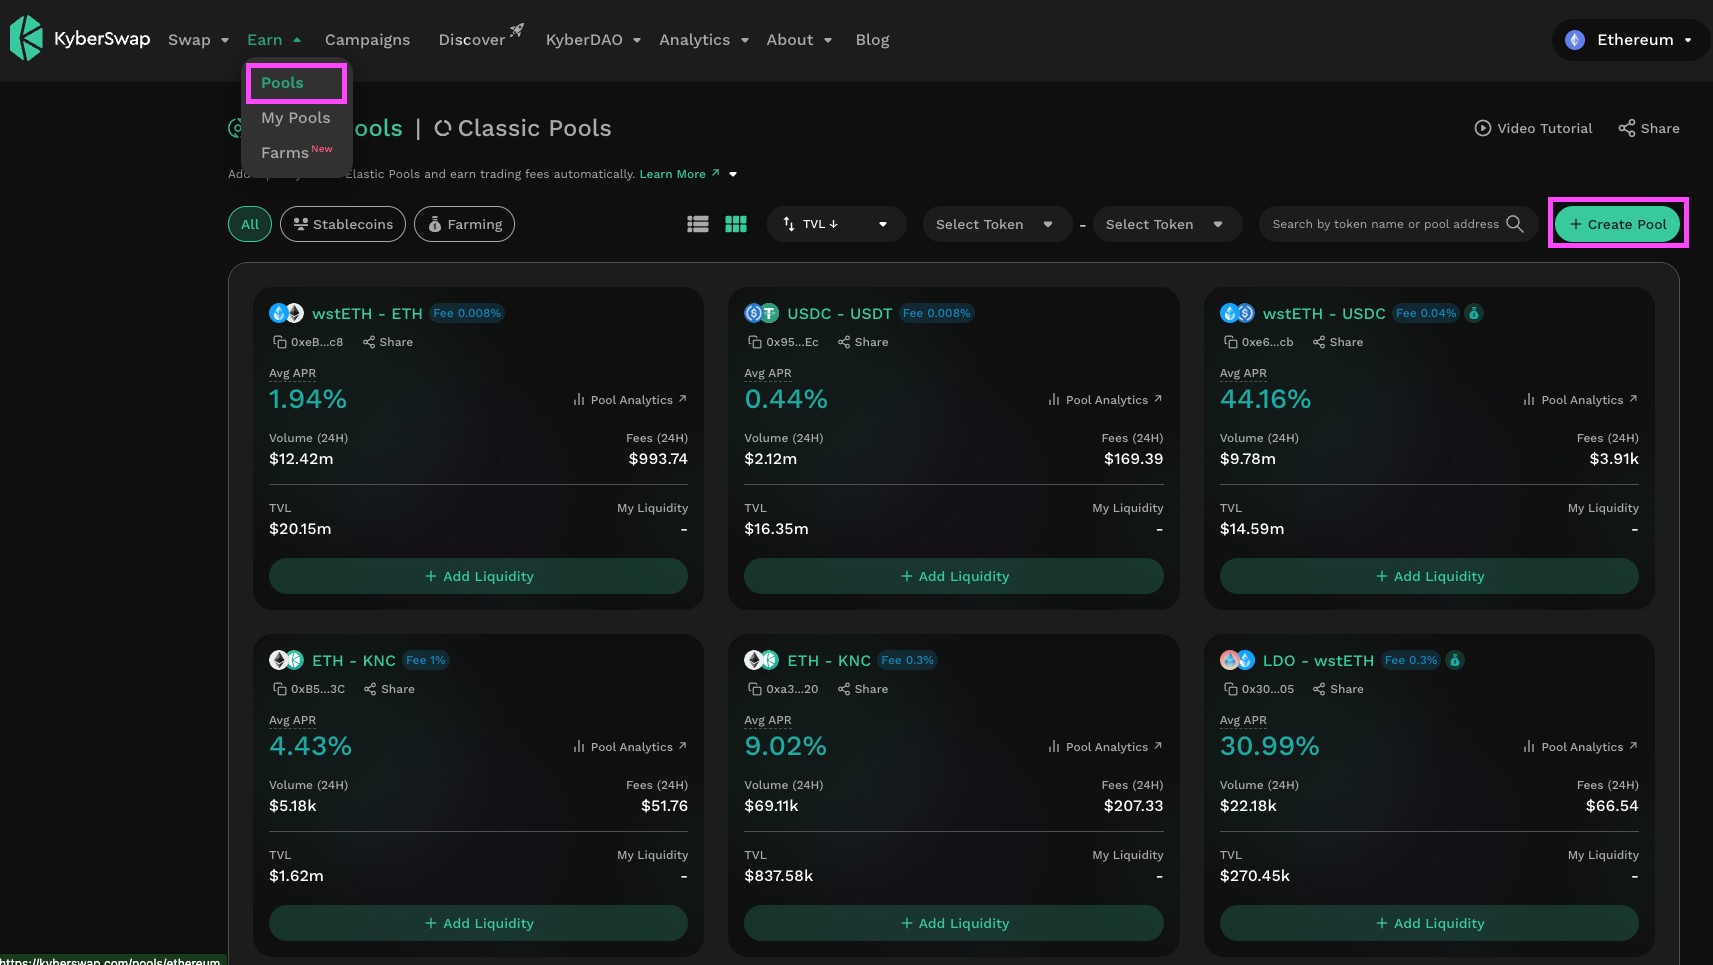 KyberSwap Swap Earn Campaigns Discover KyberDAO Analytics About Blog Ethereum
Pools
My Pools
Farms New
ools | Classic Pools Video Tutorial Share
Elastic Pools and earn trading fees automatically. Learn More ↗
All Stablecoins Farming TVL ↓ Select Token - Select Token Search by token name or pool address + Create Pool
wstETH - ETH Fee 0.008%
0xeB...c8 Share
Avg APR
1.94% Pool Analytics ↗
Volume (24H) Fees (24H)
$12.42m $993.74
TVL My Liquidity
$20.15m -
+ Add Liquidity
USDC - USDT Fee 0.008%
0x95...Ec Share
Avg APR
0.44% Pool Analytics ↗
Volume (24H) Fees (24H)
$2.12m $169.39
TVL My Liquidity
$16.35m -
+ Add Liquidity
wstETH - USDC Fee 0.04%
0xe6...cb Share
Avg APR
44.16% Pool Analytics ↗
Volume (24H) Fees (24H)
$9.78m $3.91k
TVL My Liquidity
$14.59m -
+ Add Liquidity
ETH - KNC Fee 1%
0xB5...3C Share
Avg APR
4.43% Pool Analytics ↗
Volume (24H) Fees (24H)
$5.18k $51.76
TVL My Liquidity
$1.62m -
+ Add Liquidity
ETH - KNC Fee 0.3%
0xa3...20 Share
Avg APR
9.02% Pool Analytics ↗
Volume (24H) Fees (24H)
$69.11k $207.33
TVL My Liquidity
$837.58k -
+ Add Liquidity
LDO - wstETH Fee 0.3%
0x30...05 Share
Avg APR
30.99% Pool Analytics ↗
Volume (24H) Fees (24H)
$22.18k $66.54
TVL My Liquidity
$270.45k -
+ Add Liquidity
https://kyberswap.com/pools/ethereum